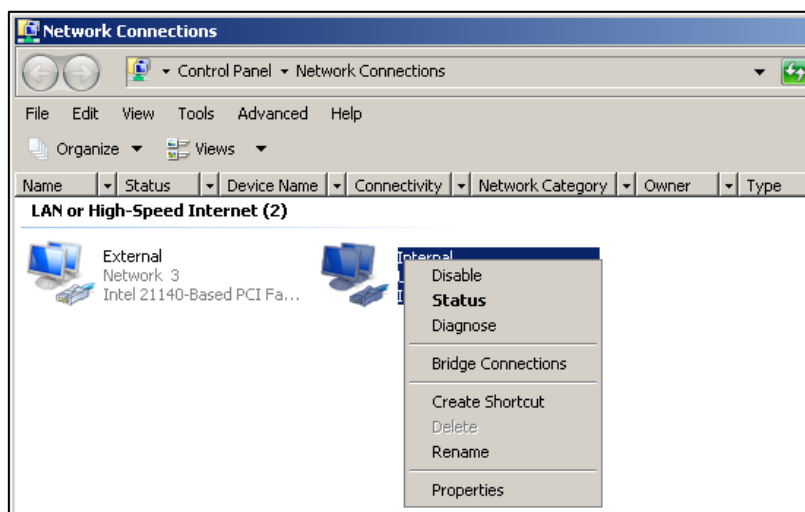 Network Connections
Control Panel Network Connections
File Edit View Tools Advanced Help
Organize Views
Name Status Device Name Connectivity Network Category Owner Type
LAN or High-Speed Internet (2)
External
Network 3
Intel 21140-Based PCI Fa...
Internal
Disable
Status
Diagnose
Bridge Connections
Create Shortcut
Delete
Rename
Properties